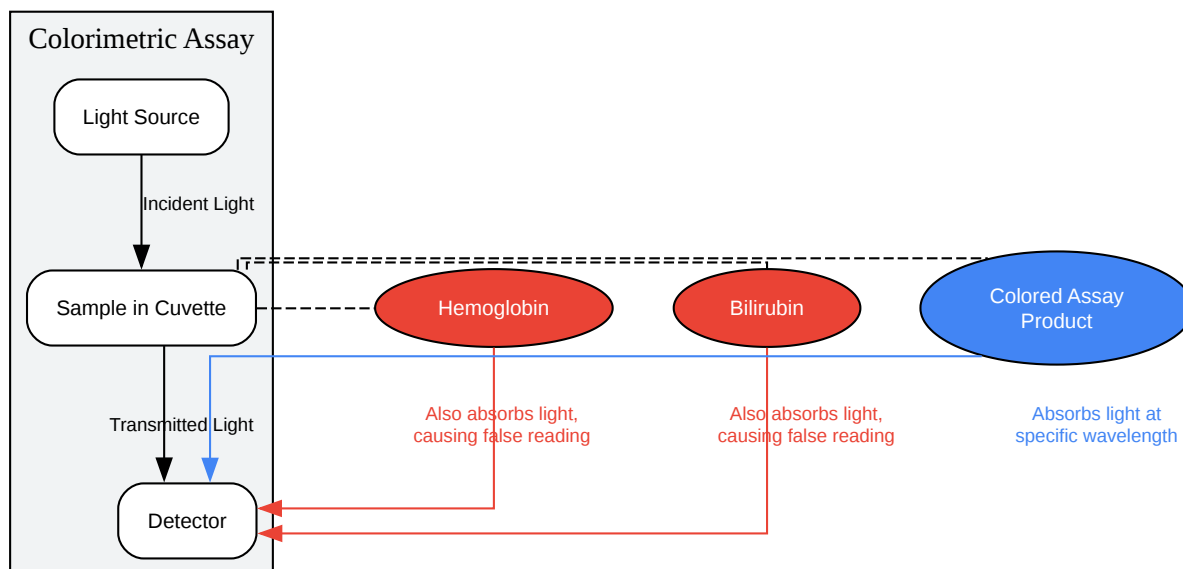 Colorimetric Assay
Light Source
Incident Light
Sample in Cuvette
Hemoglobin
Bilirubin
Colored Assay
Product
Transmitted Light
Also absorbs light,
causing false reading
Also absorbs light,
causing false reading
Absorbs light at
specific wavelength
Detector